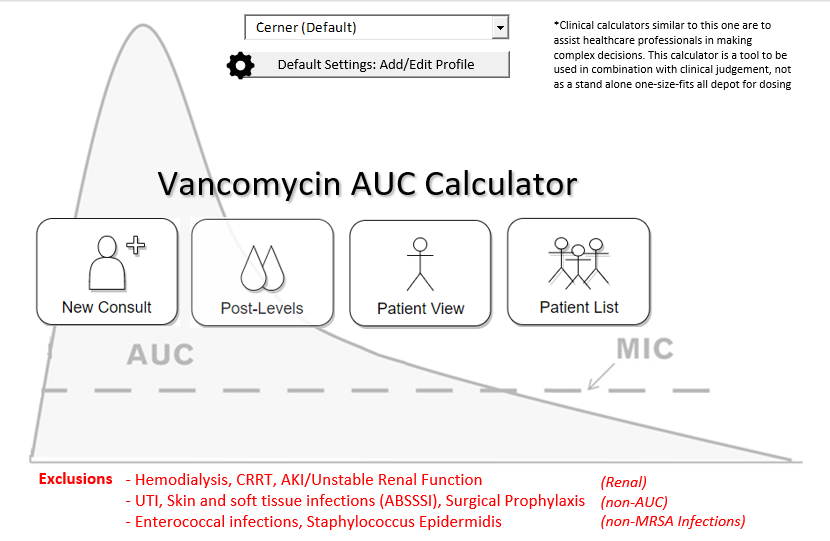 Cerner (Default)
Default Settings: Add/Edit Profile
*Clinical calculators similar to this one are to
assist healthcare professionals in making
complex decisions. This calculator is a tool to be
used in combination with clinical judgement, not
as a stand alone one-size-fits all depot for dosing
Vancomycin AUC Calculator
New Consult
Post-Levels
Patient View
Patient List
AUC
MIC
Exclusions - Hemodialysis, CRRT, AKI/Unstable Renal Function (Renal)
- UTI, Skin and soft tissue infections (ABSSSI), Surgical Prophylaxis (non-AUC)
- Enterococcal infections, Staphylococcus Epidermidis (non-MRSA Infections)